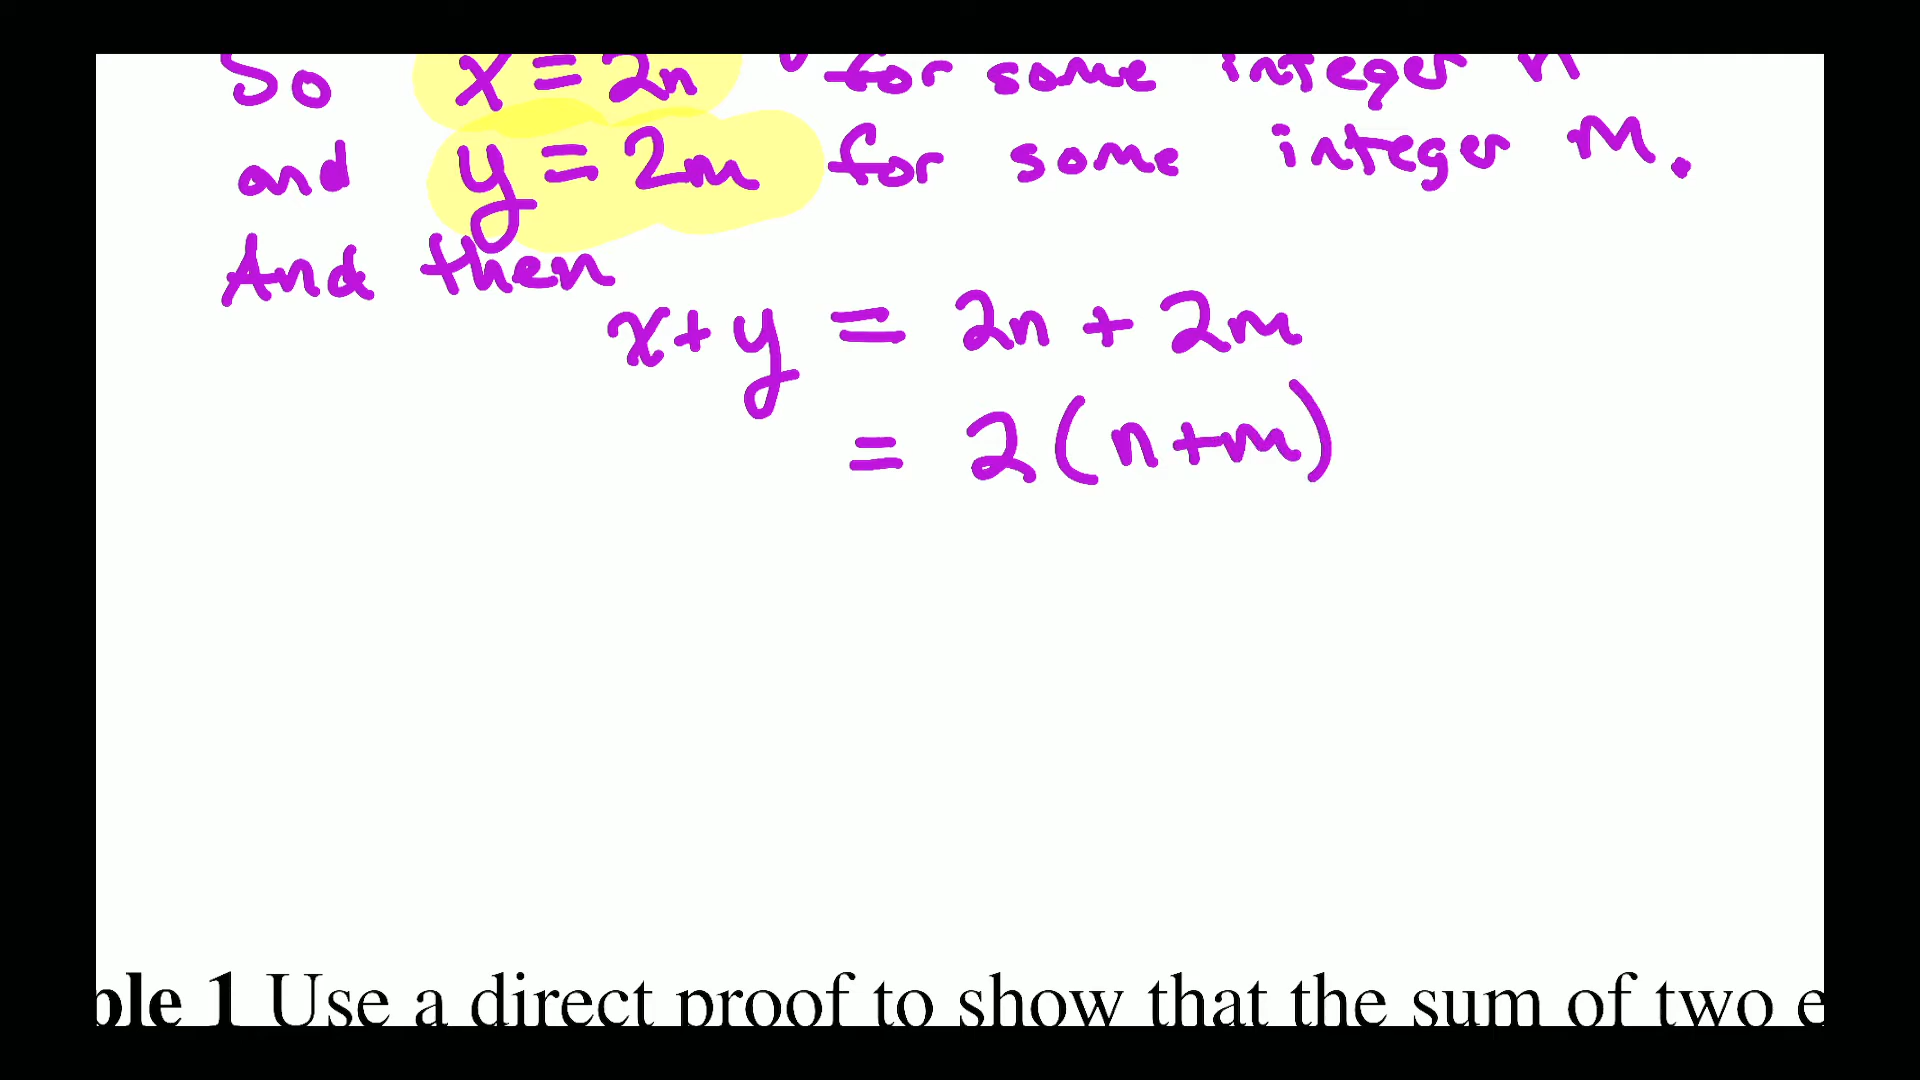 So x = 2n for some integer n
and y = 2m for some integer m.
And then
x + y = 2n + 2m
= 2(n+m)
ple 1 Use a direct proof to show that the sum of two e